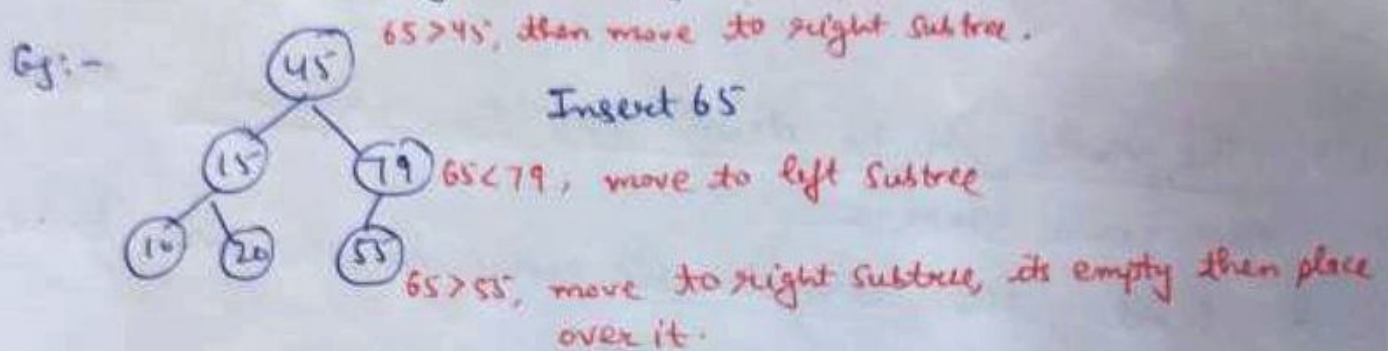 65>45, then move to right subtree.
Eg:-
45
Insert 65
15
79
65<79, move to left subtree
10
20
55
65>55, move to right subtree, its empty then place
over it.